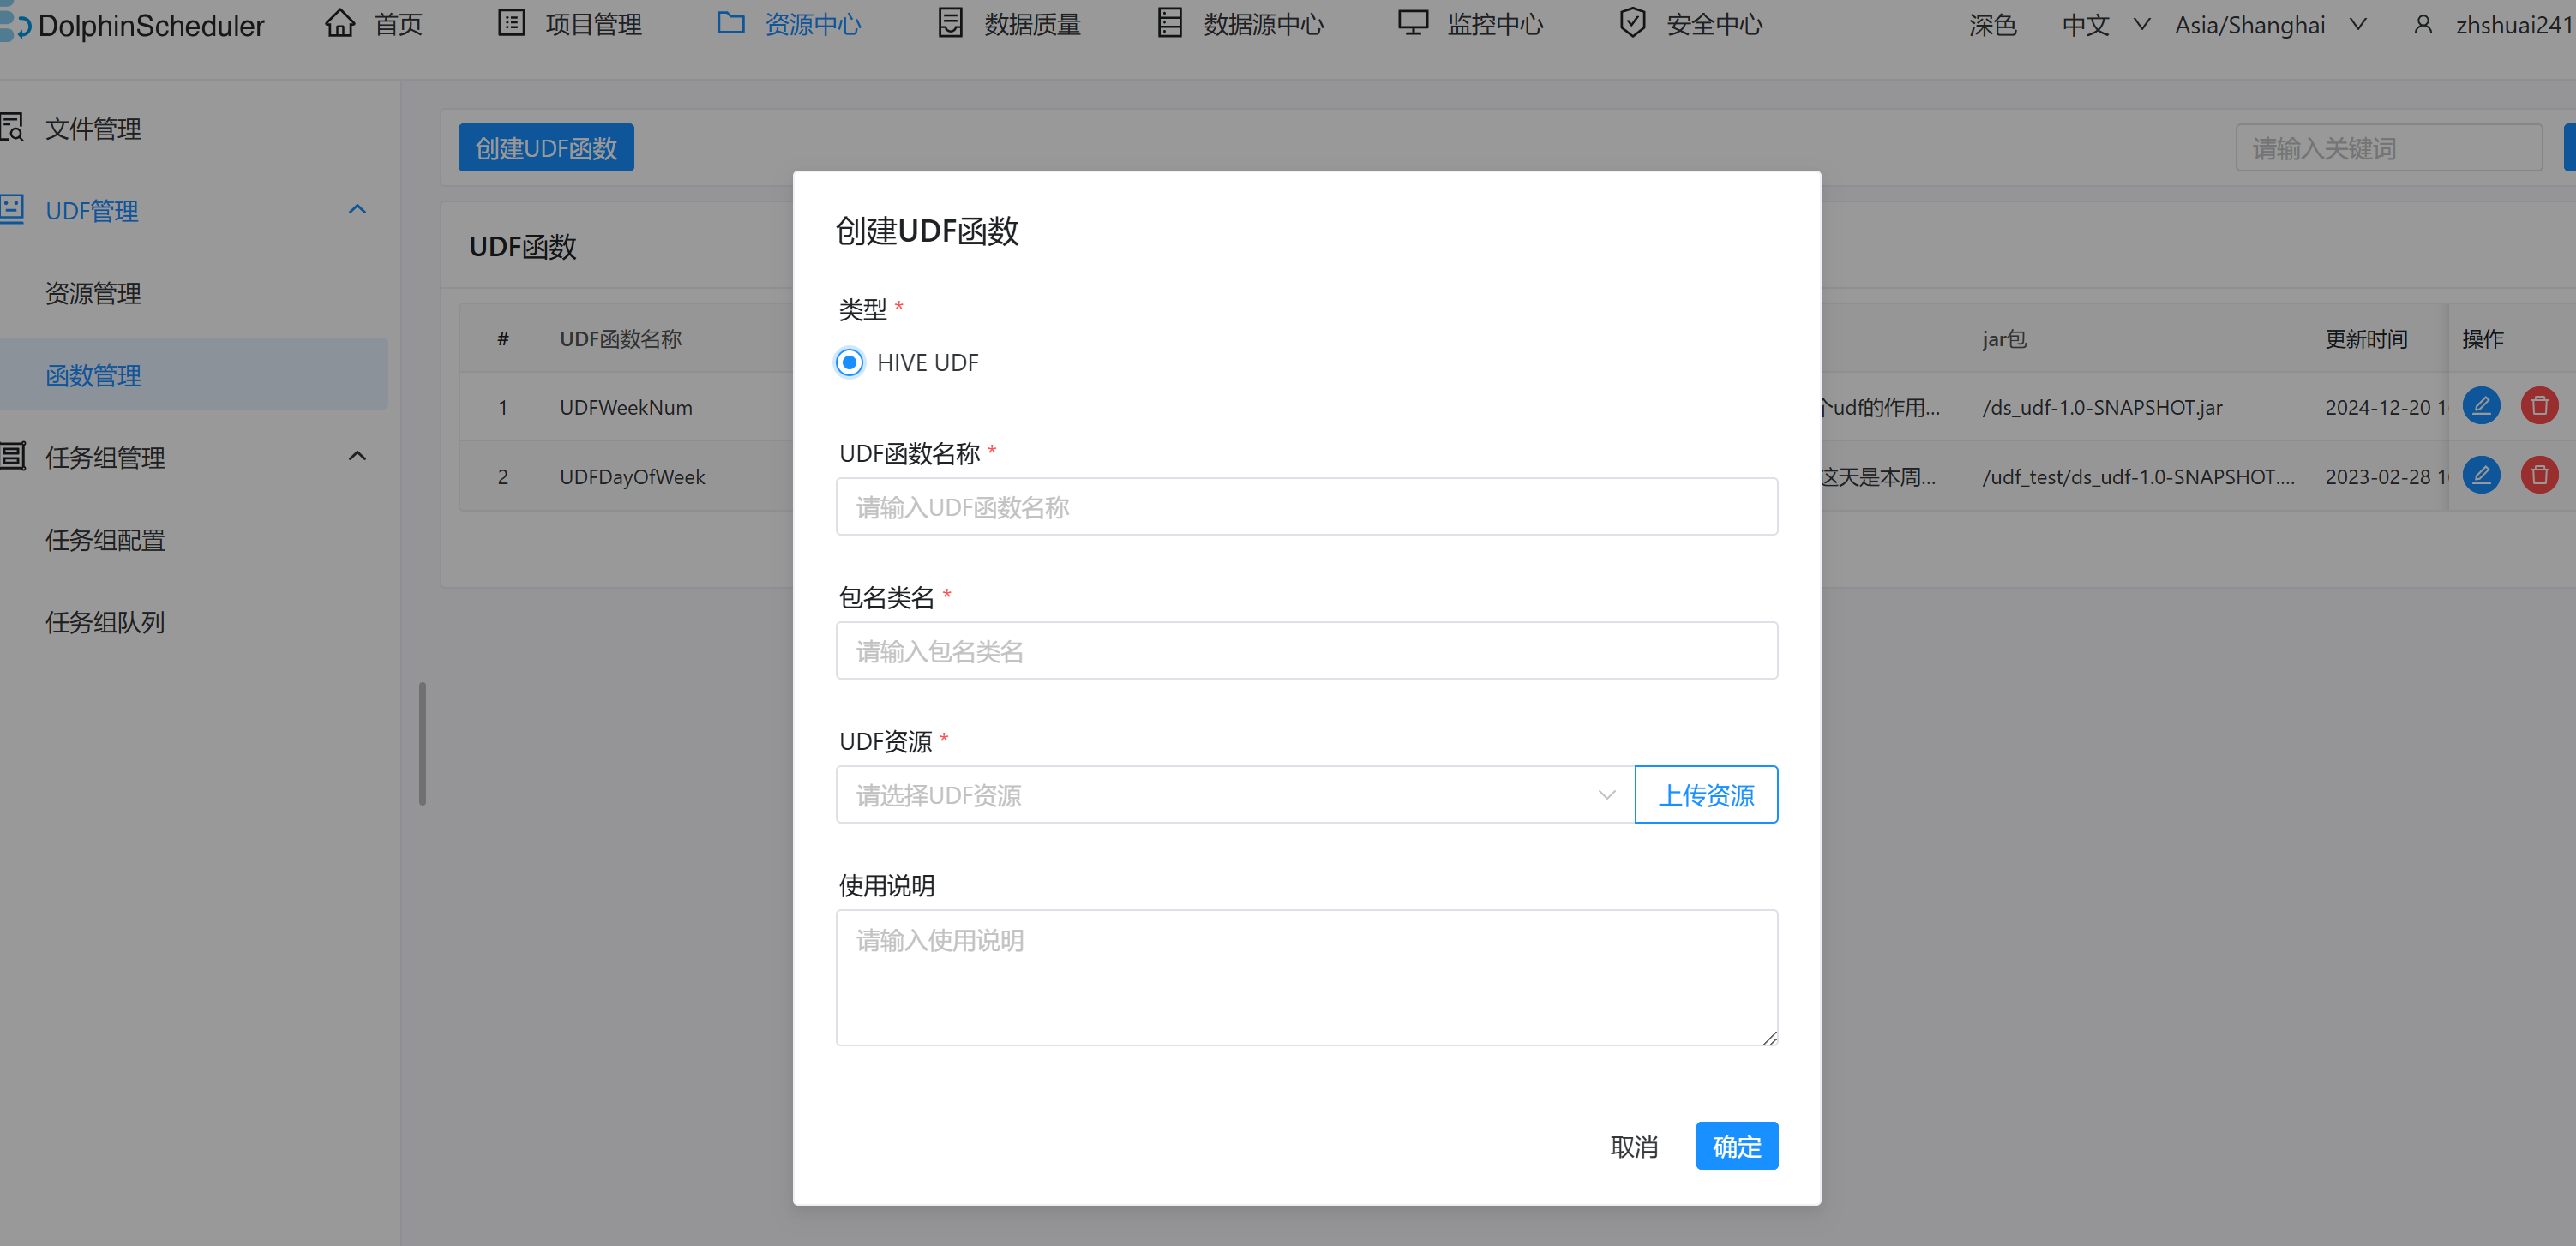 DolphinScheduler 首页 项目管理 资源中心 数据质量 数据源中心 监控中心 安全中心 深色 中文 Asia/Shanghai zhshuai241
文件管理
UDF管理
资源管理
函数管理
任务组管理
任务组配置
任务组队列
创建UDF函数 请输入关键词
UDF函数
# UDF函数名称 jar包 更新时间 操作
1 UDFWeekNum 个udf的作用... /ds_udf-1.0-SNAPSHOT.jar 2024-12-20 1
2 UDFDayOfWeek 这天是本周... /udf_test/ds_udf-1.0-SNAPSHOT.... 2023-02-28 1
创建UDF函数
类型 *
HIVE UDF
UDF函数名称 *
请输入UDF函数名称
包名类名 *
请输入包名类名
UDF资源 *
请选择UDF资源 上传资源
使用说明
请输入使用说明
取消 确定